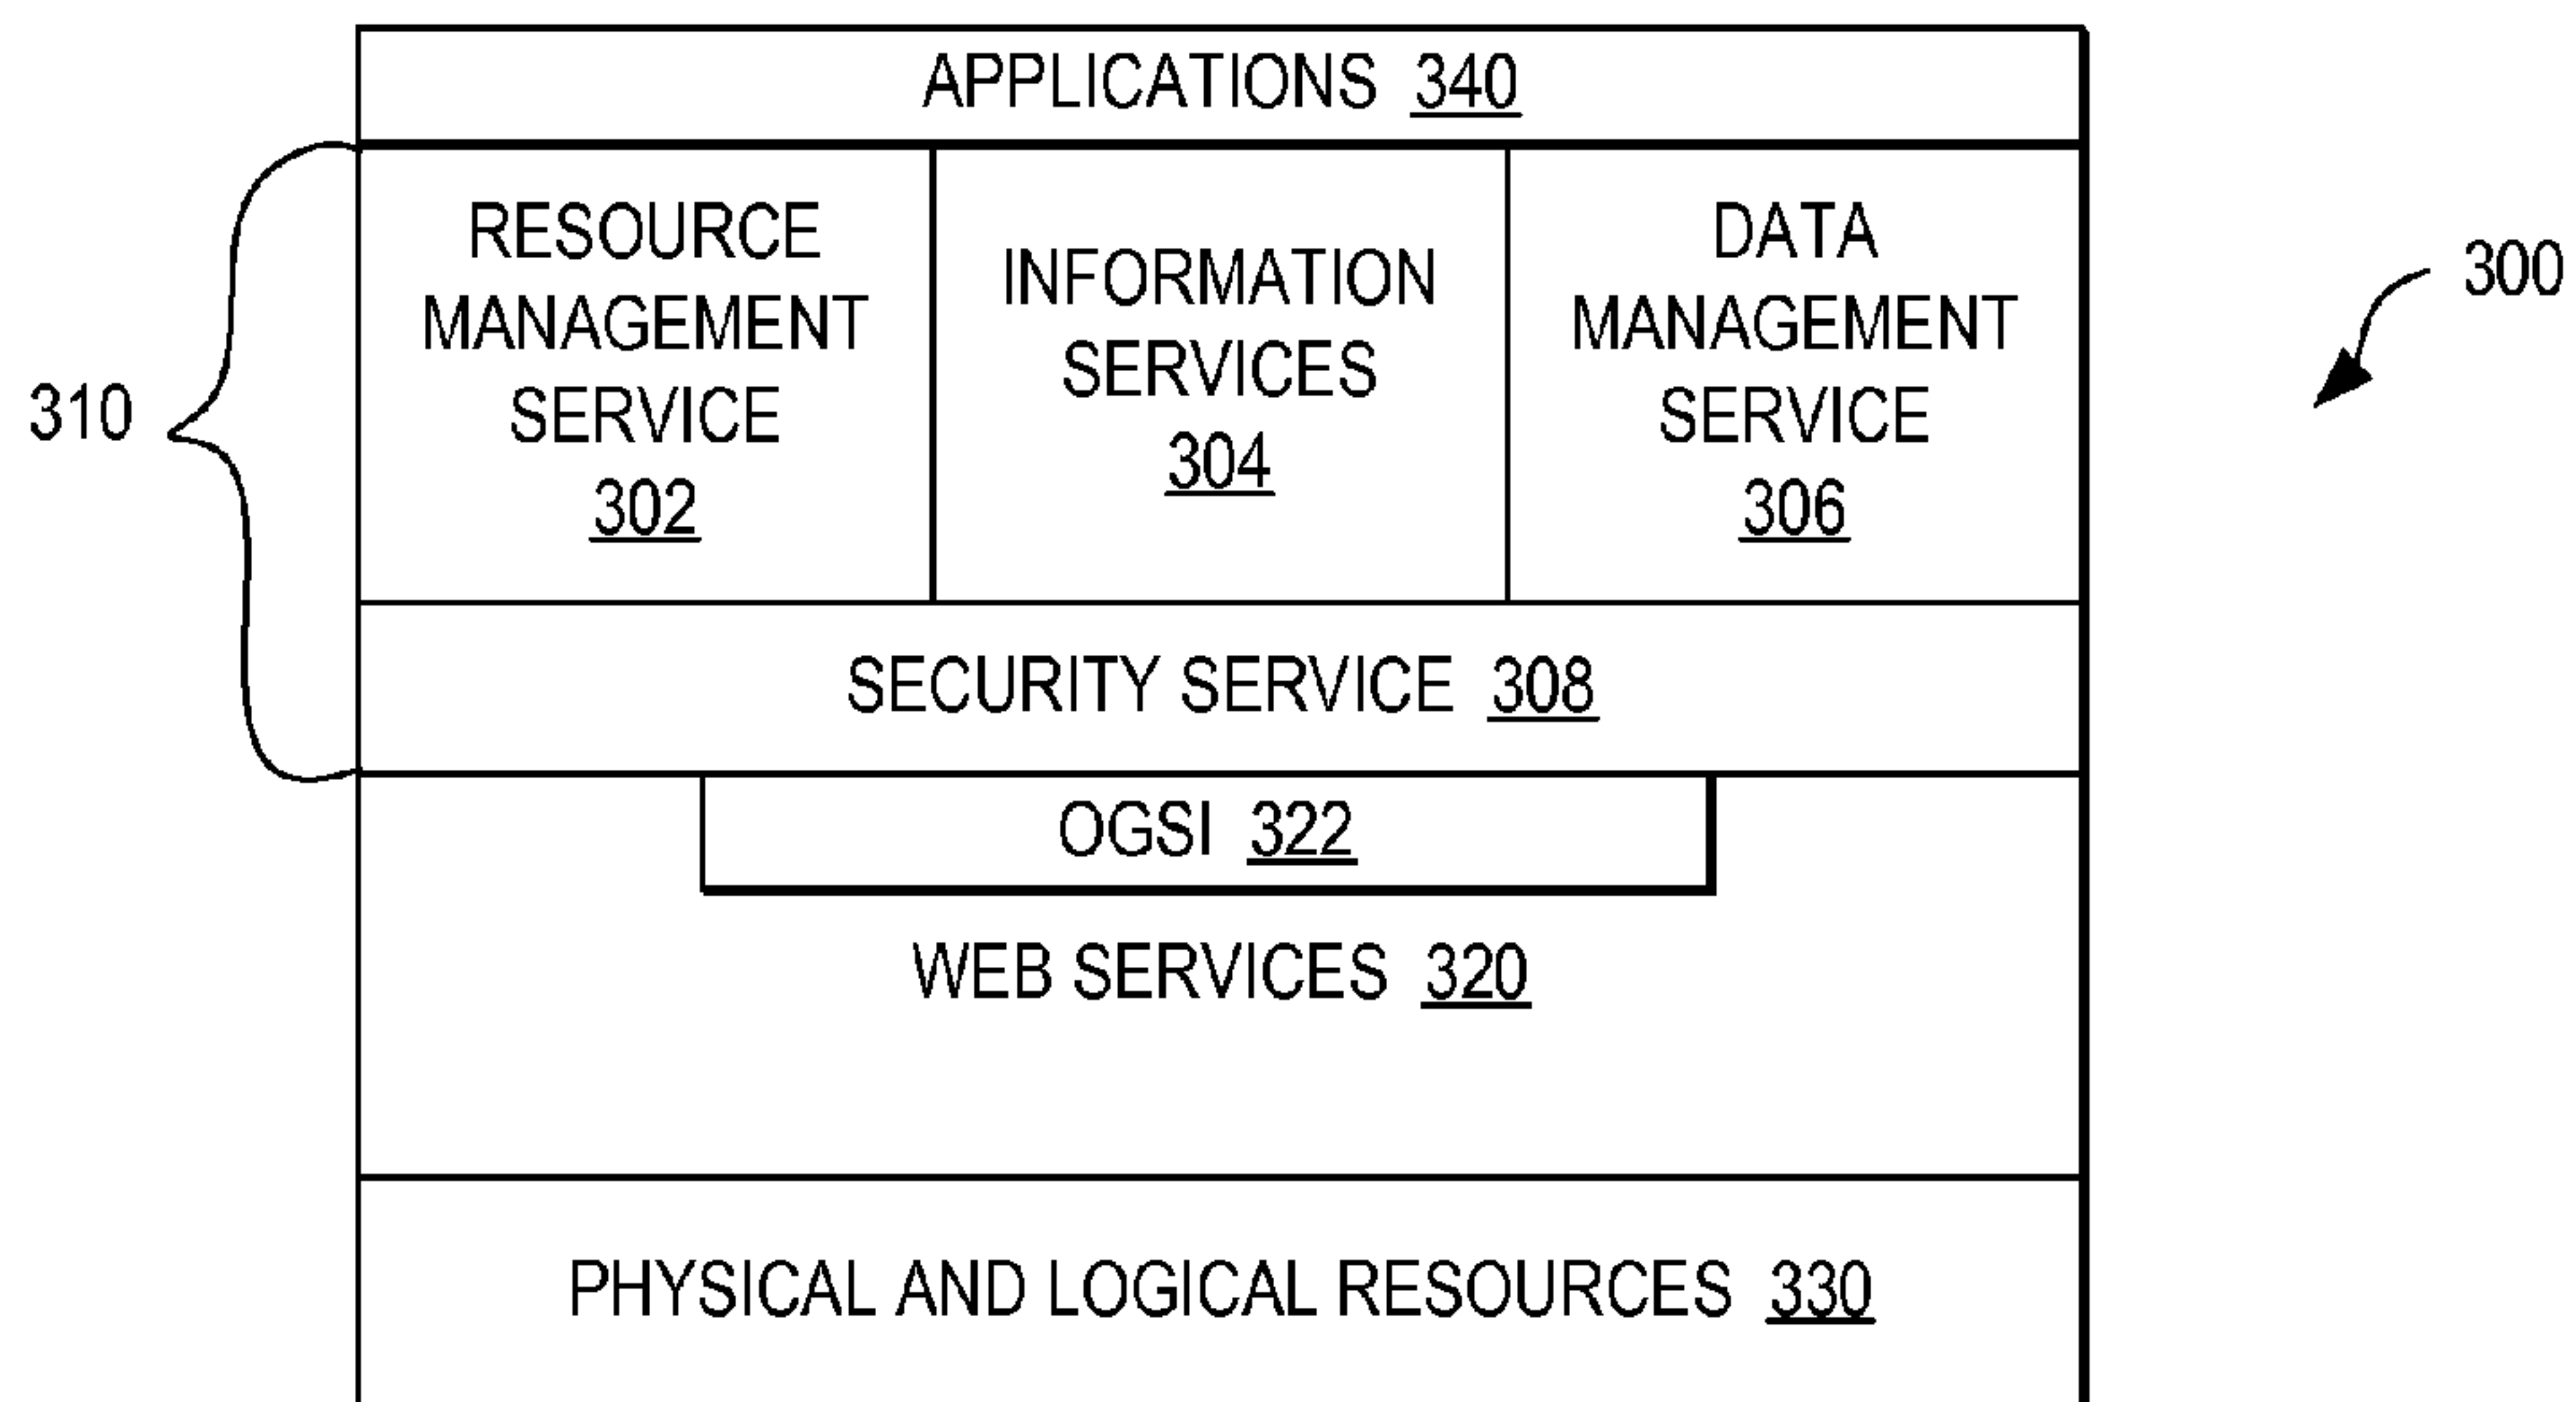 APPLICATIONS 340
RESOURCE
MANAGEMENT
SERVICE
302
INFORMATION
SERVICES
304
DATA
MANAGEMENT
SERVICE
306
300
310
SECURITY SERVICE 308
OGSI 322
WEB SERVICES 320
PHYSICAL AND LOGICAL RESOURCES 330